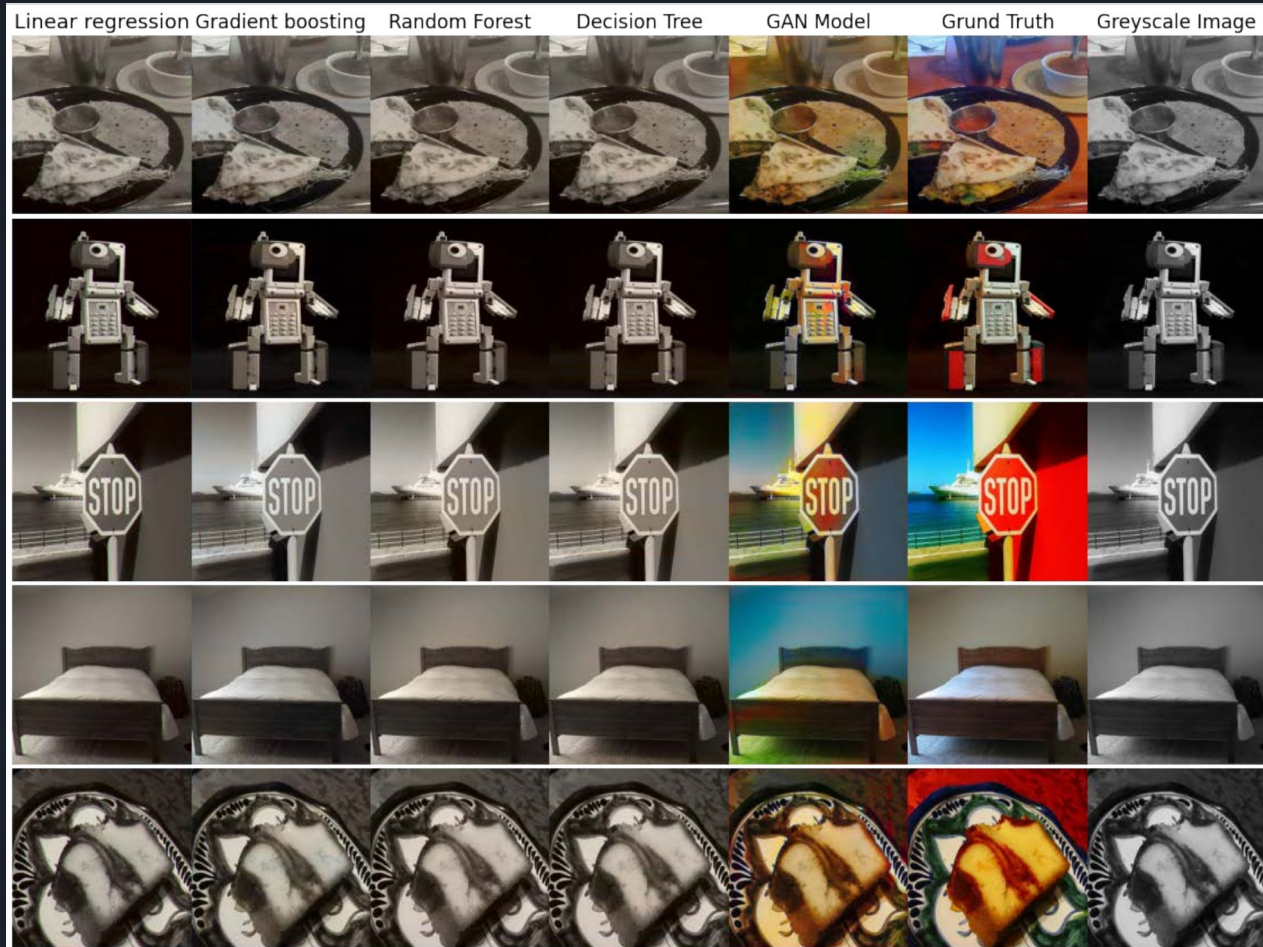 Linear regression Gradient boosting Random Forest Decision Tree GAN Model Grund Truth Greyscale Image
STOP STOP STOP STOP STOP STOP STOP